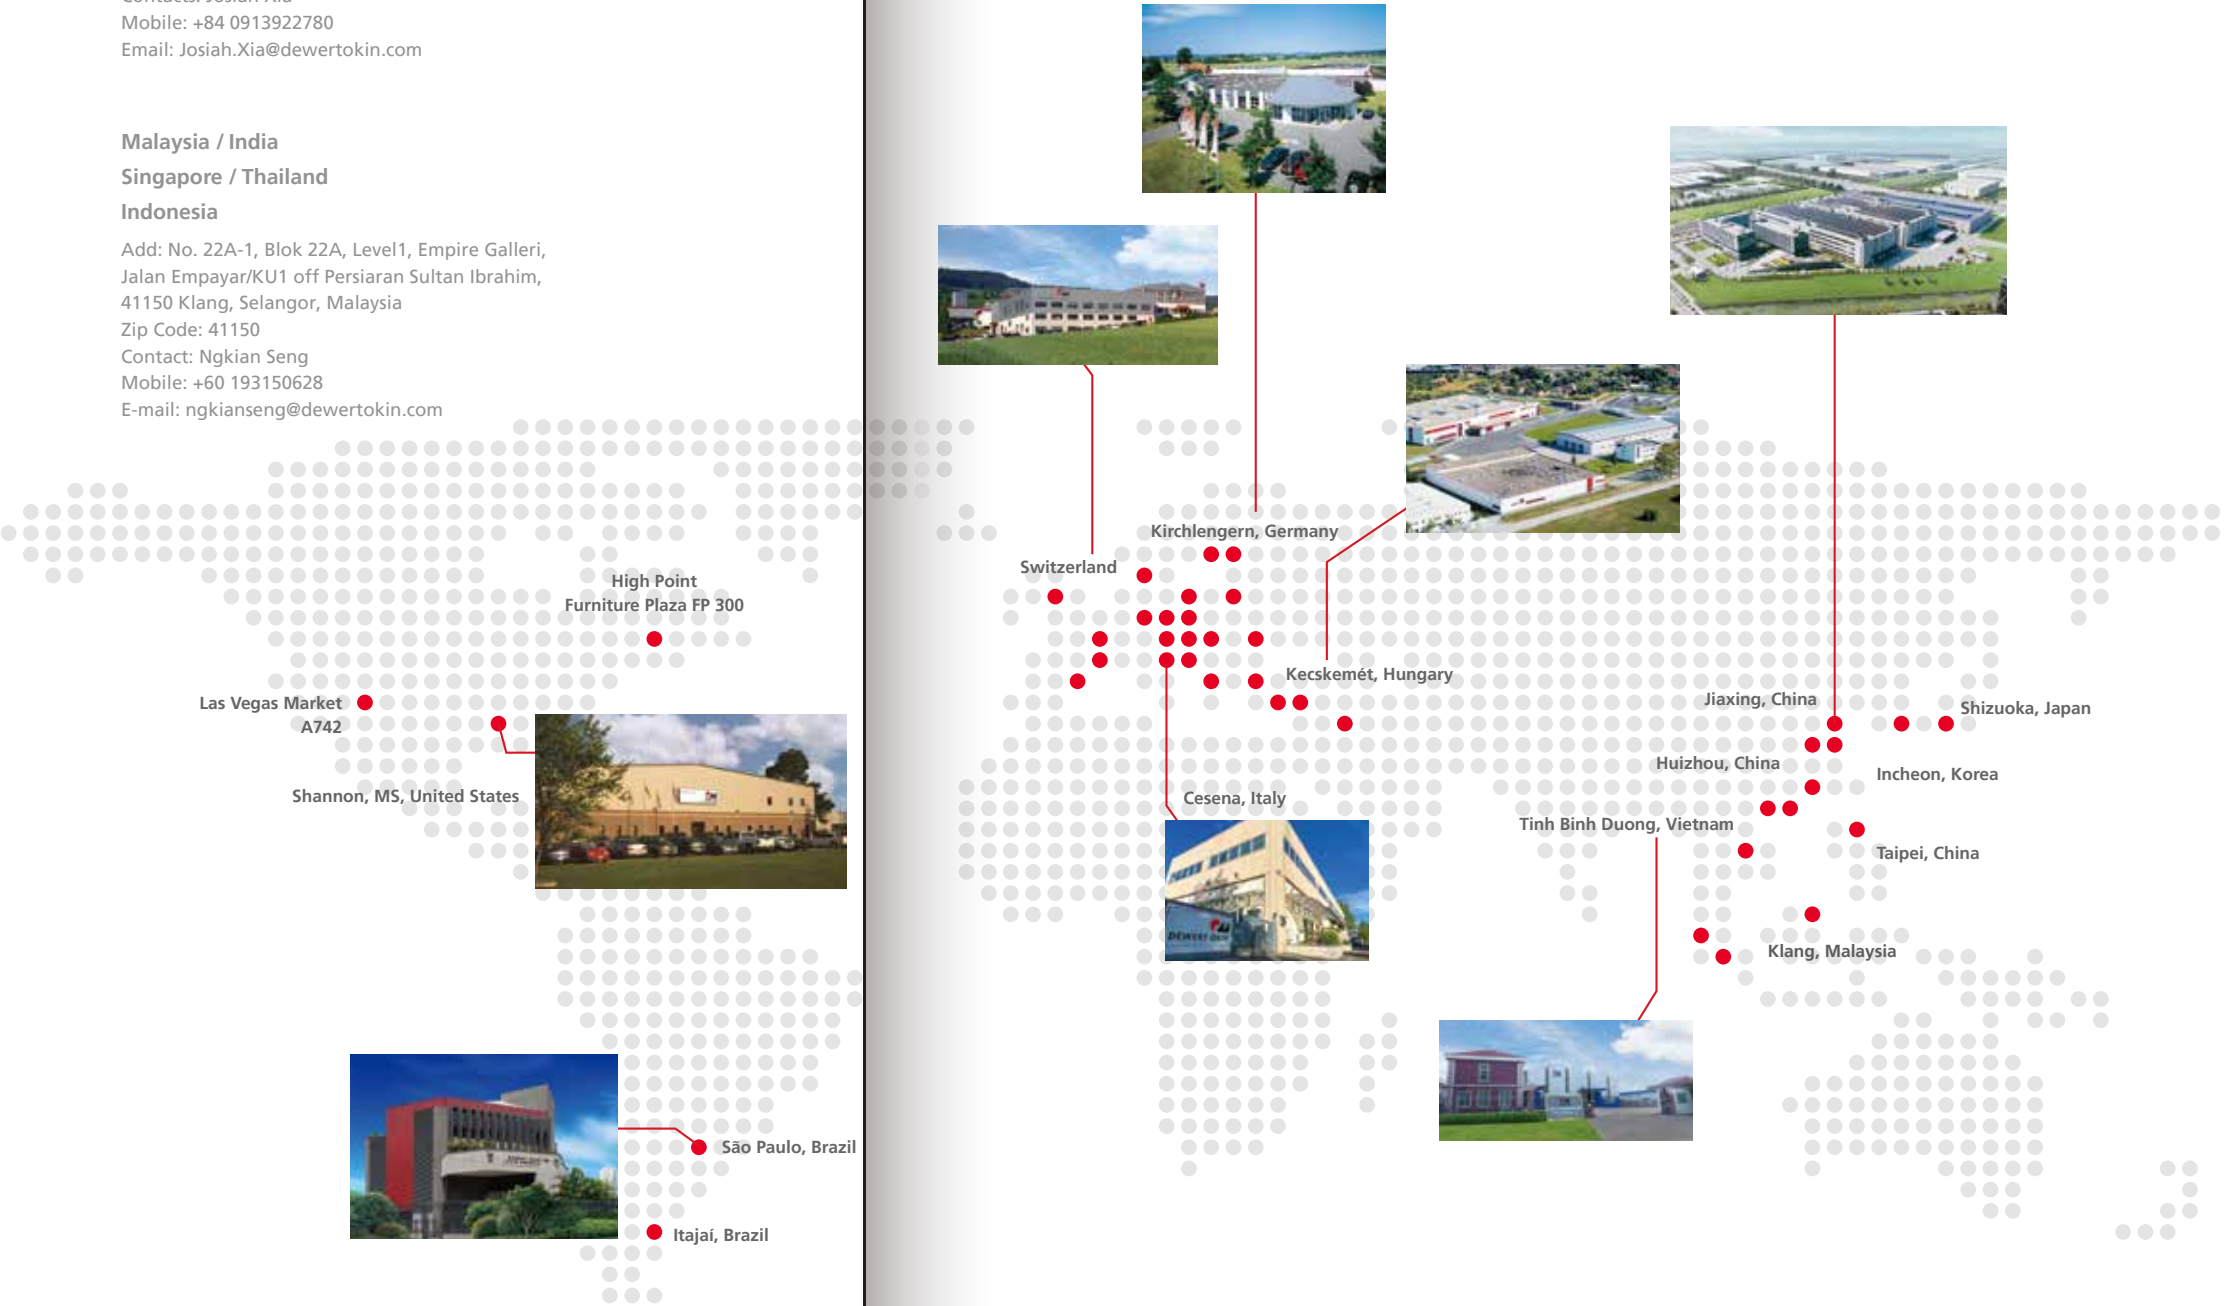 Mobile: +84 0913922780
Email: Josiah.Xia@dewertokin.com
Malaysia / India
Singapore / Thailand
Indonesia
Add: No. 22A-1, Blok 22A, Level1, Empire Galleri,
Jalan Empayar/KU1 off Persiaran Sultan Ibrahim,
41150 Klang, Selangor, Malaysia
Zip Code: 41150
Contact: Ngkian Seng
Mobile: +60 193150628
E-mail: ngkianseng@dewertokin.com
High Point
Furniture Plaza FP 300
Las Vegas Market
A742
Shannon, MS, United States
São Paulo, Brazil
Itajaí, Brazil
Kirchlengern, Germany
Switzerland
Kecskemét, Hungary
Cesena, Italy
DEWERT OKIN
Jiaxing, China
Shizuoka, Japan
Huizhou, China
Incheon, Korea
Tinh Binh Duong, Vietnam
Taipei, China
Klang, Malaysia